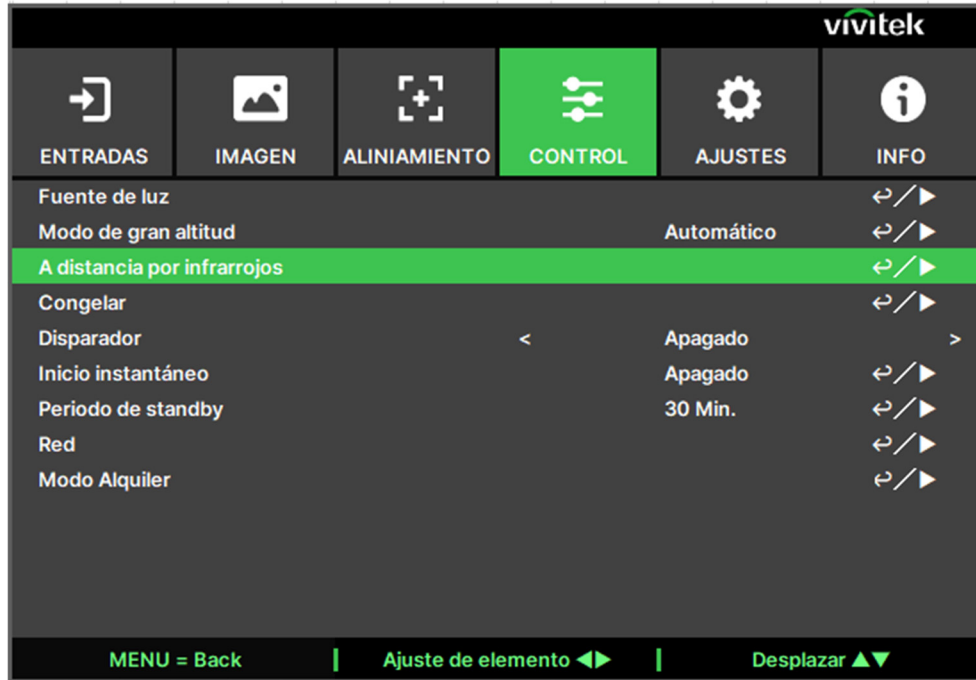 vivitek
ENTRADAS IMAGEN ALINIAMIENTO CONTROL AJUSTES INFO
Fuente de luz
Modo de gran altitud Automático
A distancia por infrarrojos
Congelar
Disparador < Apagado >
Inicio instantáneo Apagado
Periodo de standby 30 Min.
Red
Modo Alquiler
MENU = Back | Ajuste de elemento ◀▶ | Desplazar ▲▼